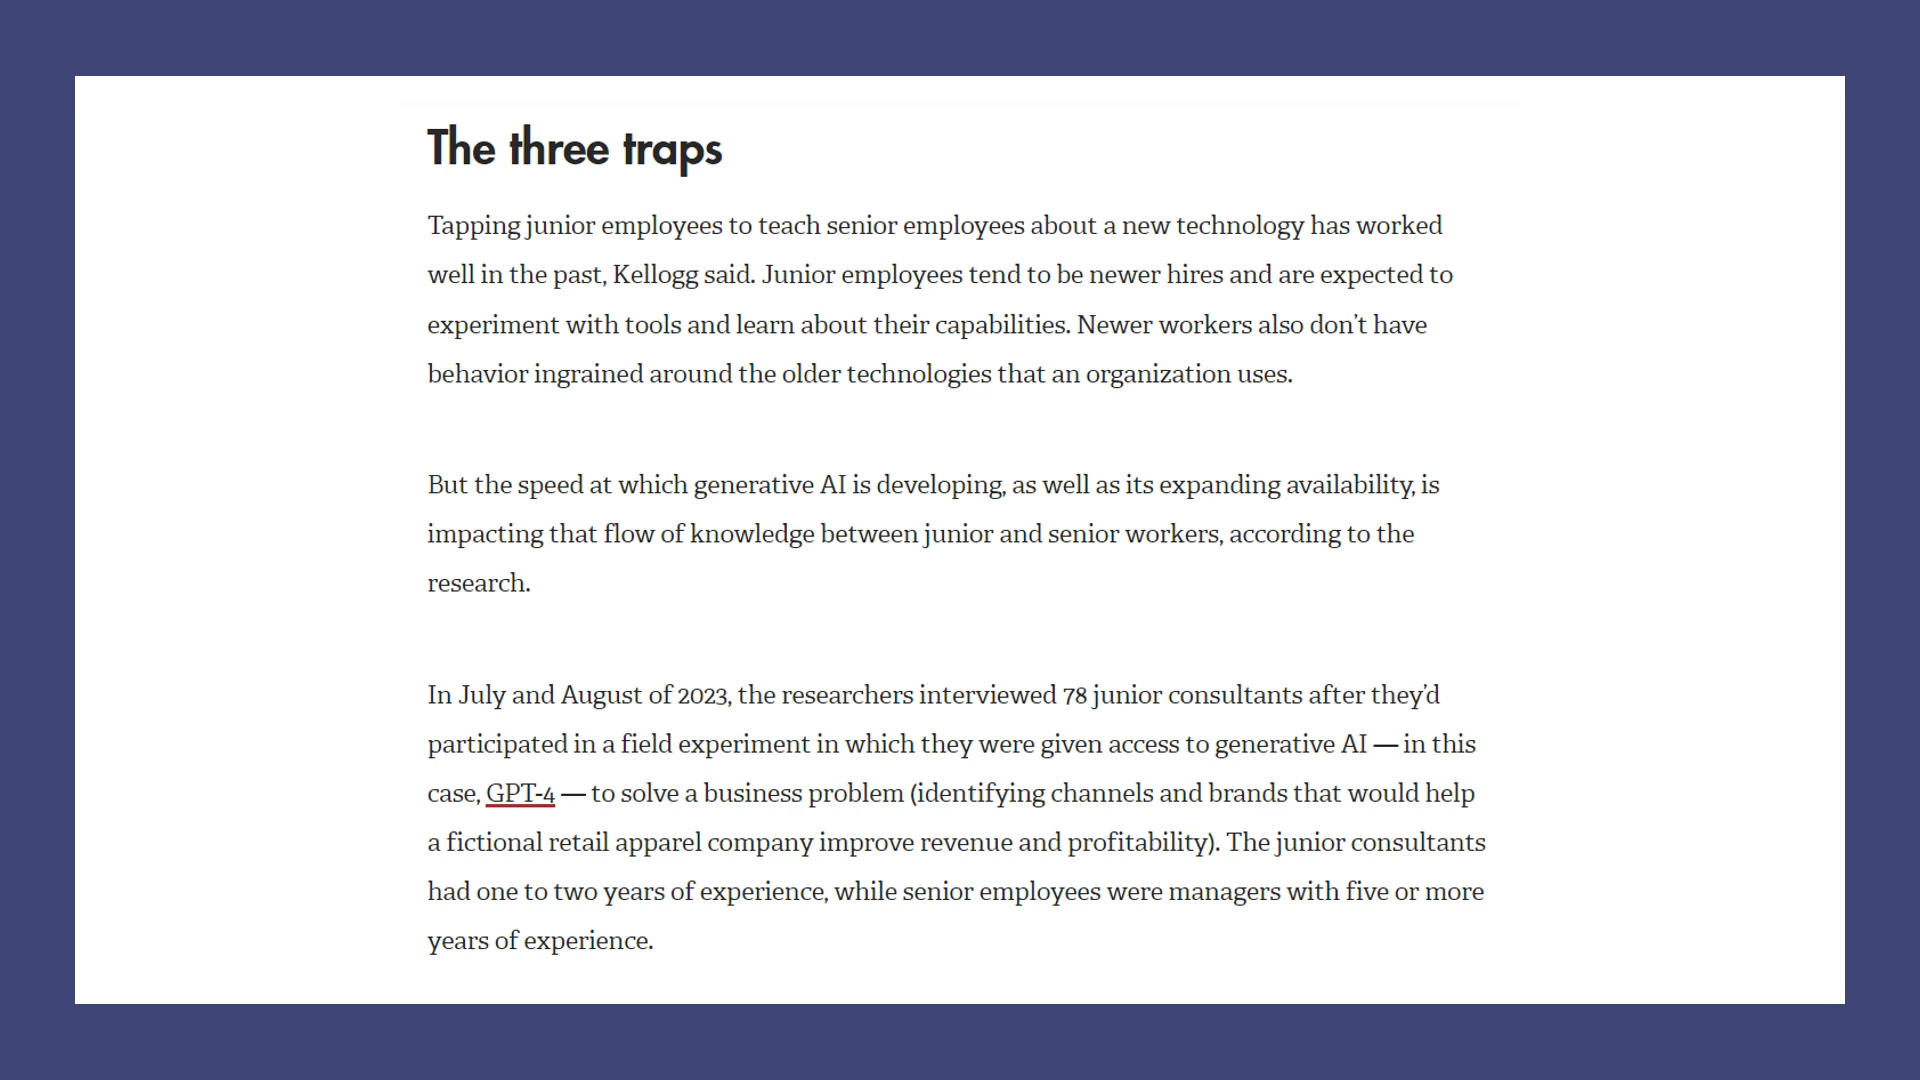 The three traps
Tapping junior employees to teach senior employees about a new technology has worked
well in the past, Kellogg said. Junior employees tend to be newer hires and are expected to
experiment with tools and learn about their capabilities. Newer workers also don’t have
behavior ingrained around the older technologies that an organization uses.
But the speed at which generative AI is developing, as well as its expanding availability, is
impacting that flow of knowledge between junior and senior workers, according to the
research.
In July and August of 2023, the researchers interviewed 78 junior consultants after they’d
participated in a field experiment in which they were given access to generative AI — in this
case, GPT-4 — to solve a business problem (identifying channels and brands that would help
a fictional retail apparel company improve revenue and profitability). The junior consultants
had one to two years of experience, while senior employees were managers with five or more
years of experience.